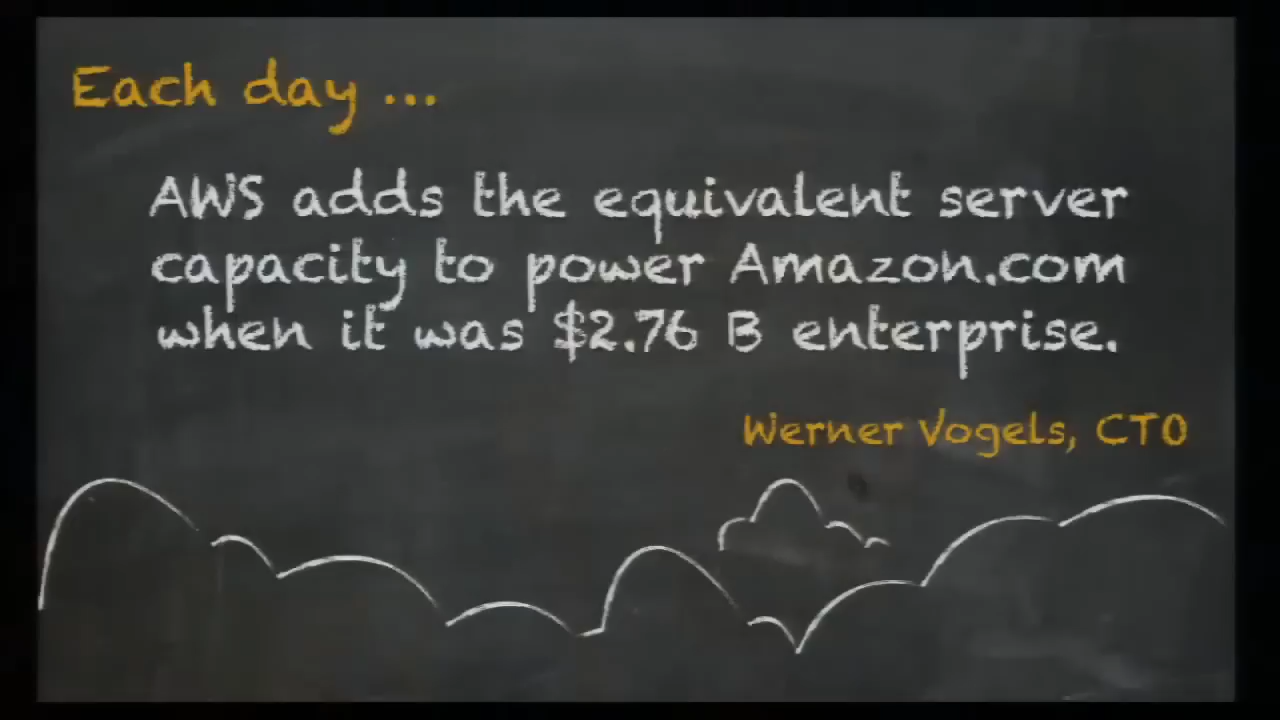 Each day ...
AWS adds the equivalent server
capacity to power Amazon.com
when it was $2.76 B enterprise.
Werner Vogels, CTO